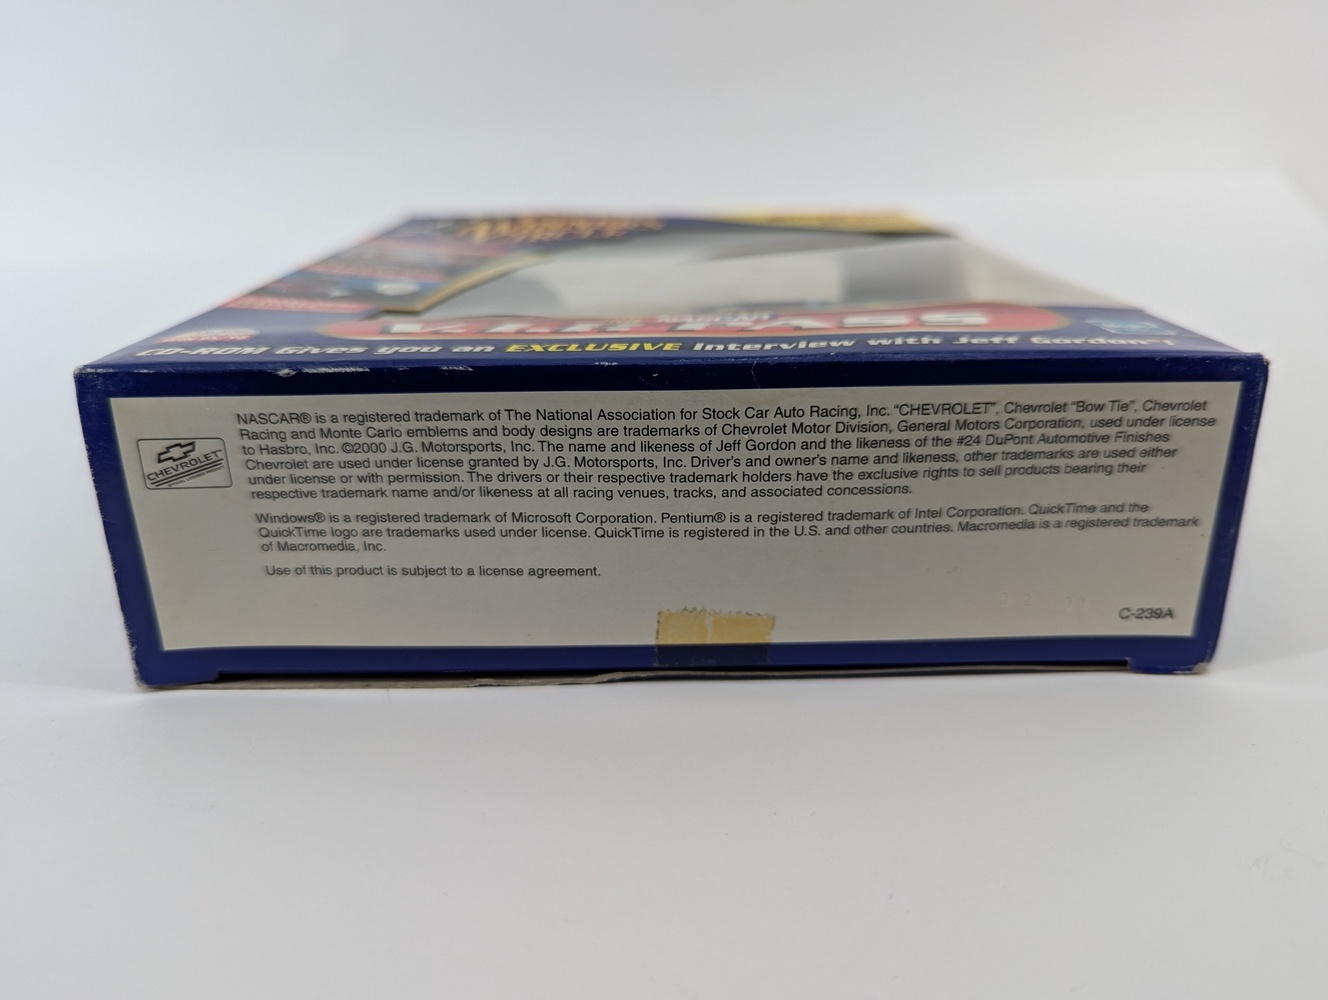 WINNER'S CIRCLE
NASCAR
V.I.P. PASS
CD-ROM Gives you an EXCLUSIVE Interview with Jeff Gordon™!
CHEVROLET
NASCAR® is a registered trademark of The National Association for Stock Car Auto Racing, Inc. "CHEVROLET", Chevrolet "Bow Tie", Chevrolet
Racing and Monte Carlo emblems and body designs are trademarks of Chevrolet Motor Division, General Motors Corporation, used under license
to Hasbro, Inc. ©2000 J.G. Motorsports, Inc. The name and likeness of Jeff Gordon and the likeness of the #24 DuPont Automotive Finishes
Chevrolet are used under license granted by J.G. Motorsports, Inc. Driver's and owner's name and likeness, other trademarks are used either
under license or with permission. The drivers or their respective trademark holders have the exclusive rights to sell products bearing their
respective trademark name and/or likeness at all racing venues, tracks, and associated concessions.
Windows® is a registered trademark of Microsoft Corporation. Pentium® is a registered trademark of Intel Corporation. QuickTime and the
QuickTime logo are trademarks used under license. QuickTime is registered in the U.S. and other countries. Macromedia is a registered trademark
of Macromedia, Inc.
Use of this product is subject to a license agreement.
C-239A